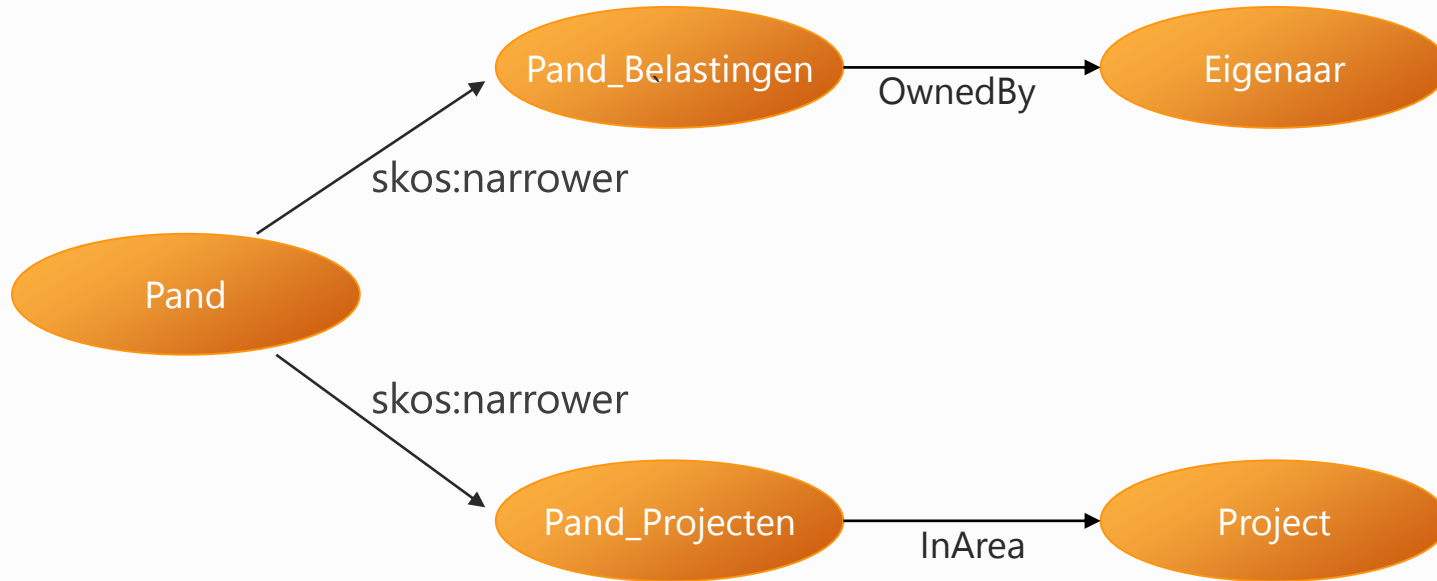 Pand_Belastingen
OwnedBy
Eigenaar
skos:narrower
Pand
skos:narrower
Pand_Projecten
InArea
Project